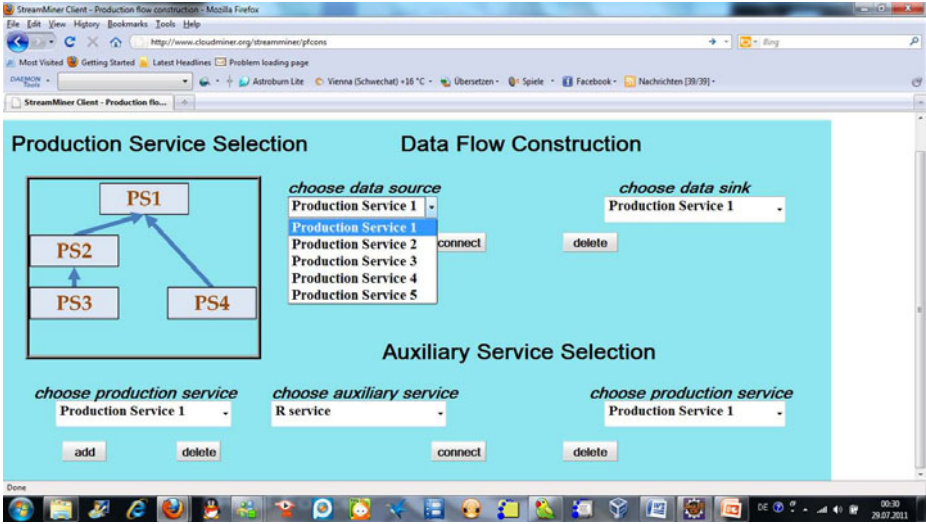 StreamMiner Client - Production flow construction - Mozilla Firefox
File Edit View History Bookmarks Tools Help
http://www.cloudminer.org/streamminer/pfcons
Bing
Most Visited Getting Started Latest Headlines Problem loading page
DAEMON Tools
Astroburn Lite Vienna (Schwechat) +16 °C Übersetzen Spiele Facebook Nachrichten [39/39]
StreamMiner Client - Production flo...
Production Service Selection
Data Flow Construction
PS1
PS2
PS3
PS4
choose data source
Production Service 1
Production Service 1
Production Service 2
Production Service 3
Production Service 4
Production Service 5
choose data sink
Production Service 1
connect
delete
Auxiliary Service Selection
choose production service
Production Service 1
add
delete
choose auxiliary service
R service
choose production service
Production Service 1
connect
delete
Done
DE
00:30
29.07.2011